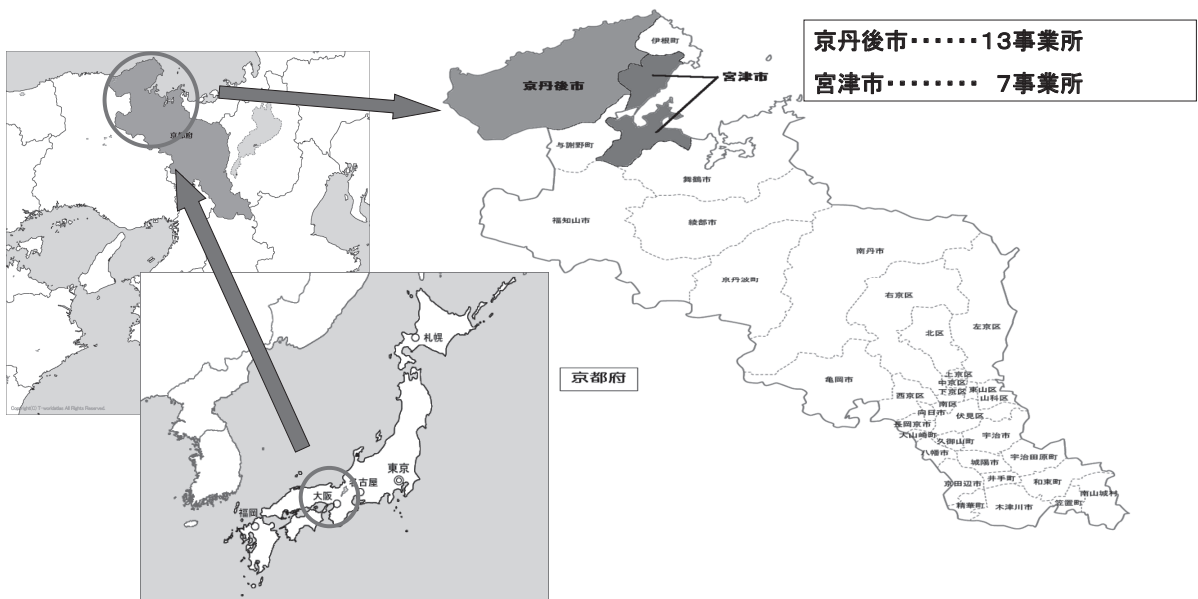 京丹後市・・・・・・13事業所
宮津市・・・・・・・・ 7事業所
伊根町
京丹後市
宮津市
与謝野町
舞鶴市
福知山市
綾部市
京丹波町
南丹市
右京区
北区
左京区
亀岡市
上京区
中京区
下京区
東山区
西京区
山科区
南区
向日市
伏見区
長岡京市
大山崎町
久御山町
宇治市
八幡市
城陽市
宇治田原町
京田辺市
井手町
和束町
南山城村
精華町
木津川市
笠置町
京都府
京都府
札幌
東京
名古屋
大阪
福岡